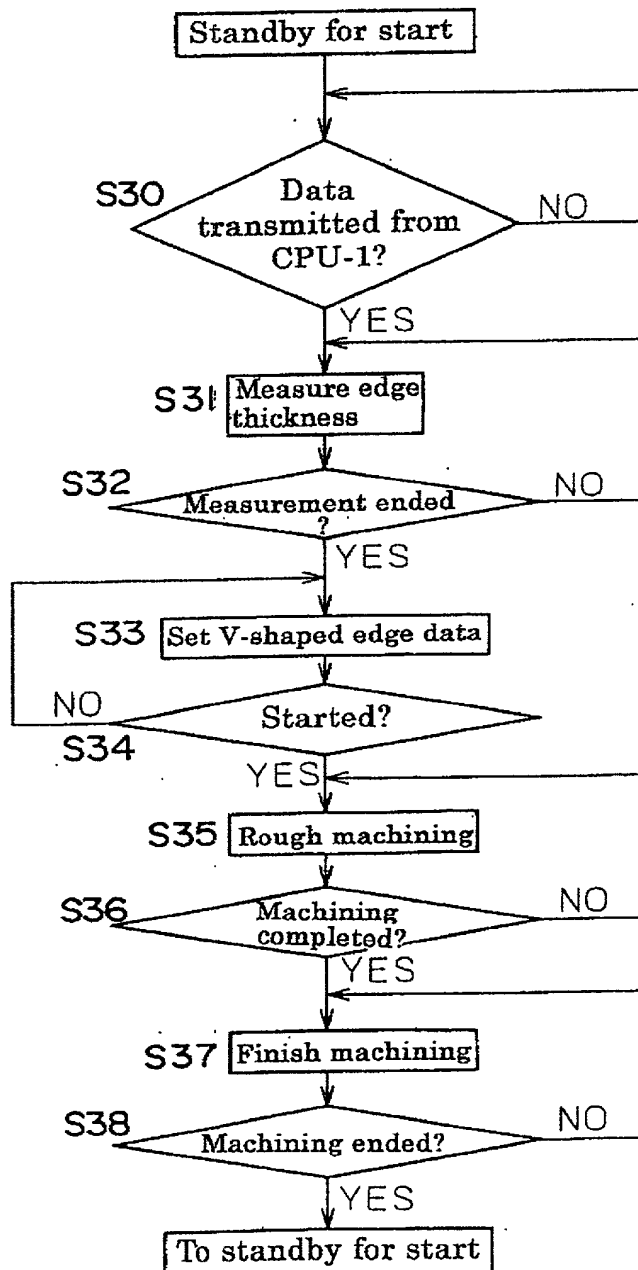 Standby for start
S30
Data
transmitted from
CPU-1?
NO
YES
S31
Measure edge
thickness
S32
Measurement ended
?
NO
YES
S33
Set V-shaped edge data
NO
Started?
S34
YES
S35
Rough machining
S36
Machining
completed?
NO
YES
S37
Finish machining
S38
Machining ended?
NO
YES
To standby for start